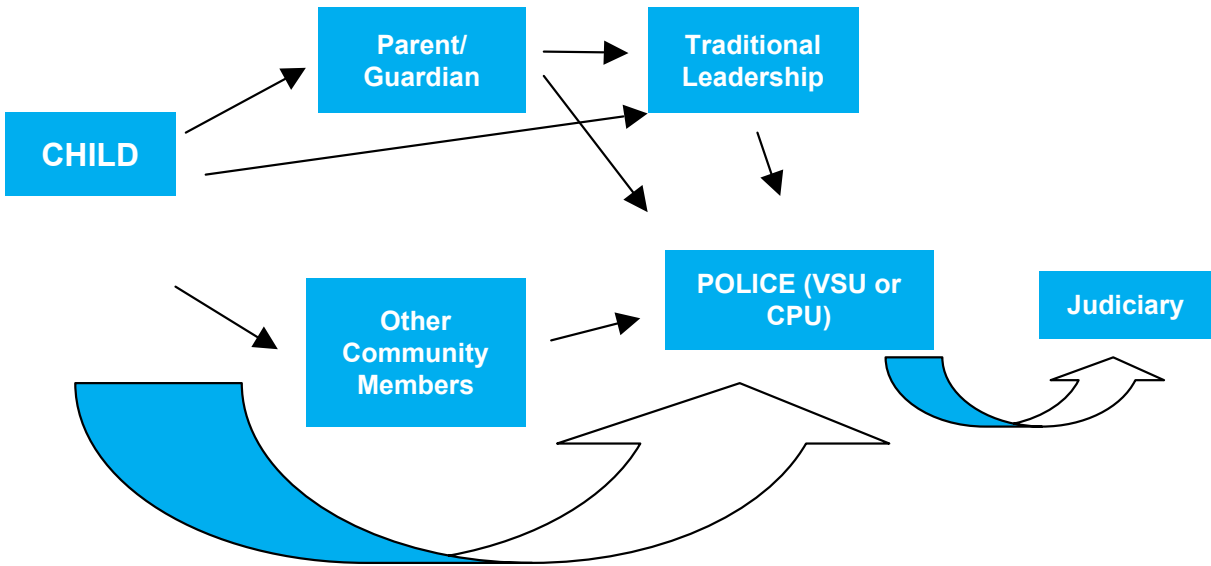 Parent/
Guardian
Traditional
Leadership
CHILD
Other
Community
Members
POLICE (VSU or
CPU)
Judiciary